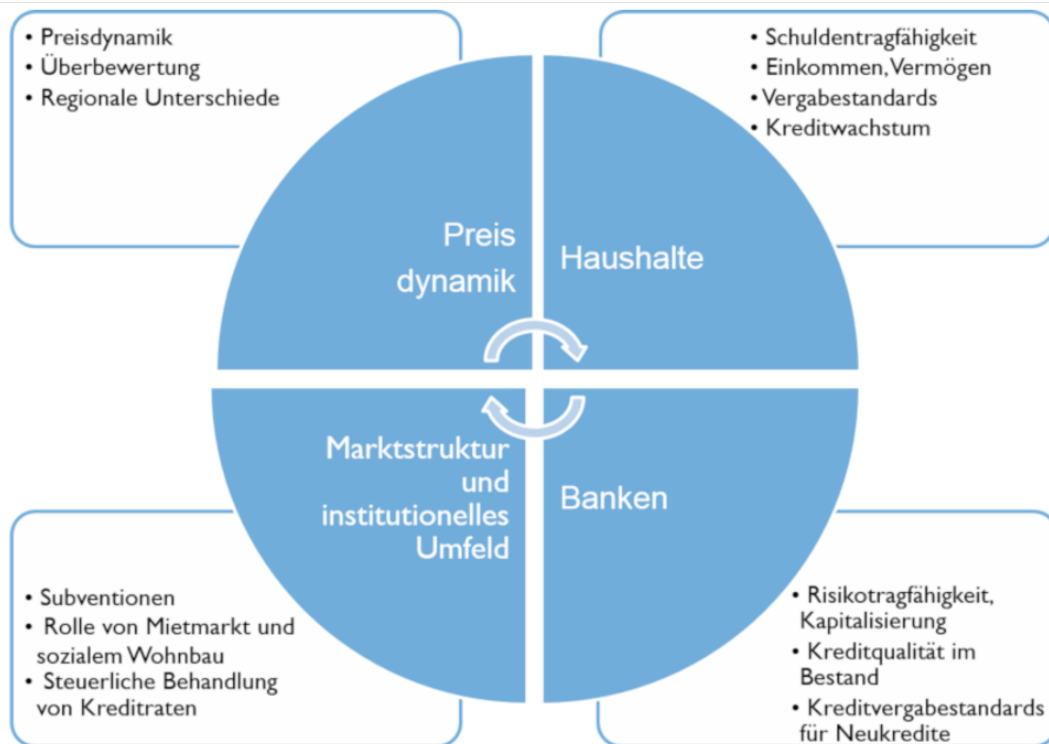 • Preisdynamik
• Überbewertung
• Regionale Unterschiede
• Schuldentragfähigkeit
• Einkommen, Vermögen
• Vergabestandards
• Kreditwachstum
Preis
dynamik
Haushalte
Marktstruktur
und
institutionelles
Umfeld
Banken
• Subventionen
• Rolle von Mietmarkt und
sozialem Wohnbau
• Steuerliche Behandlung
von Kreditraten
• Risikotragfähigkeit,
Kapitalisierung
• Kreditqualität im
Bestand
• Kreditvergabestandards
für Neukredite